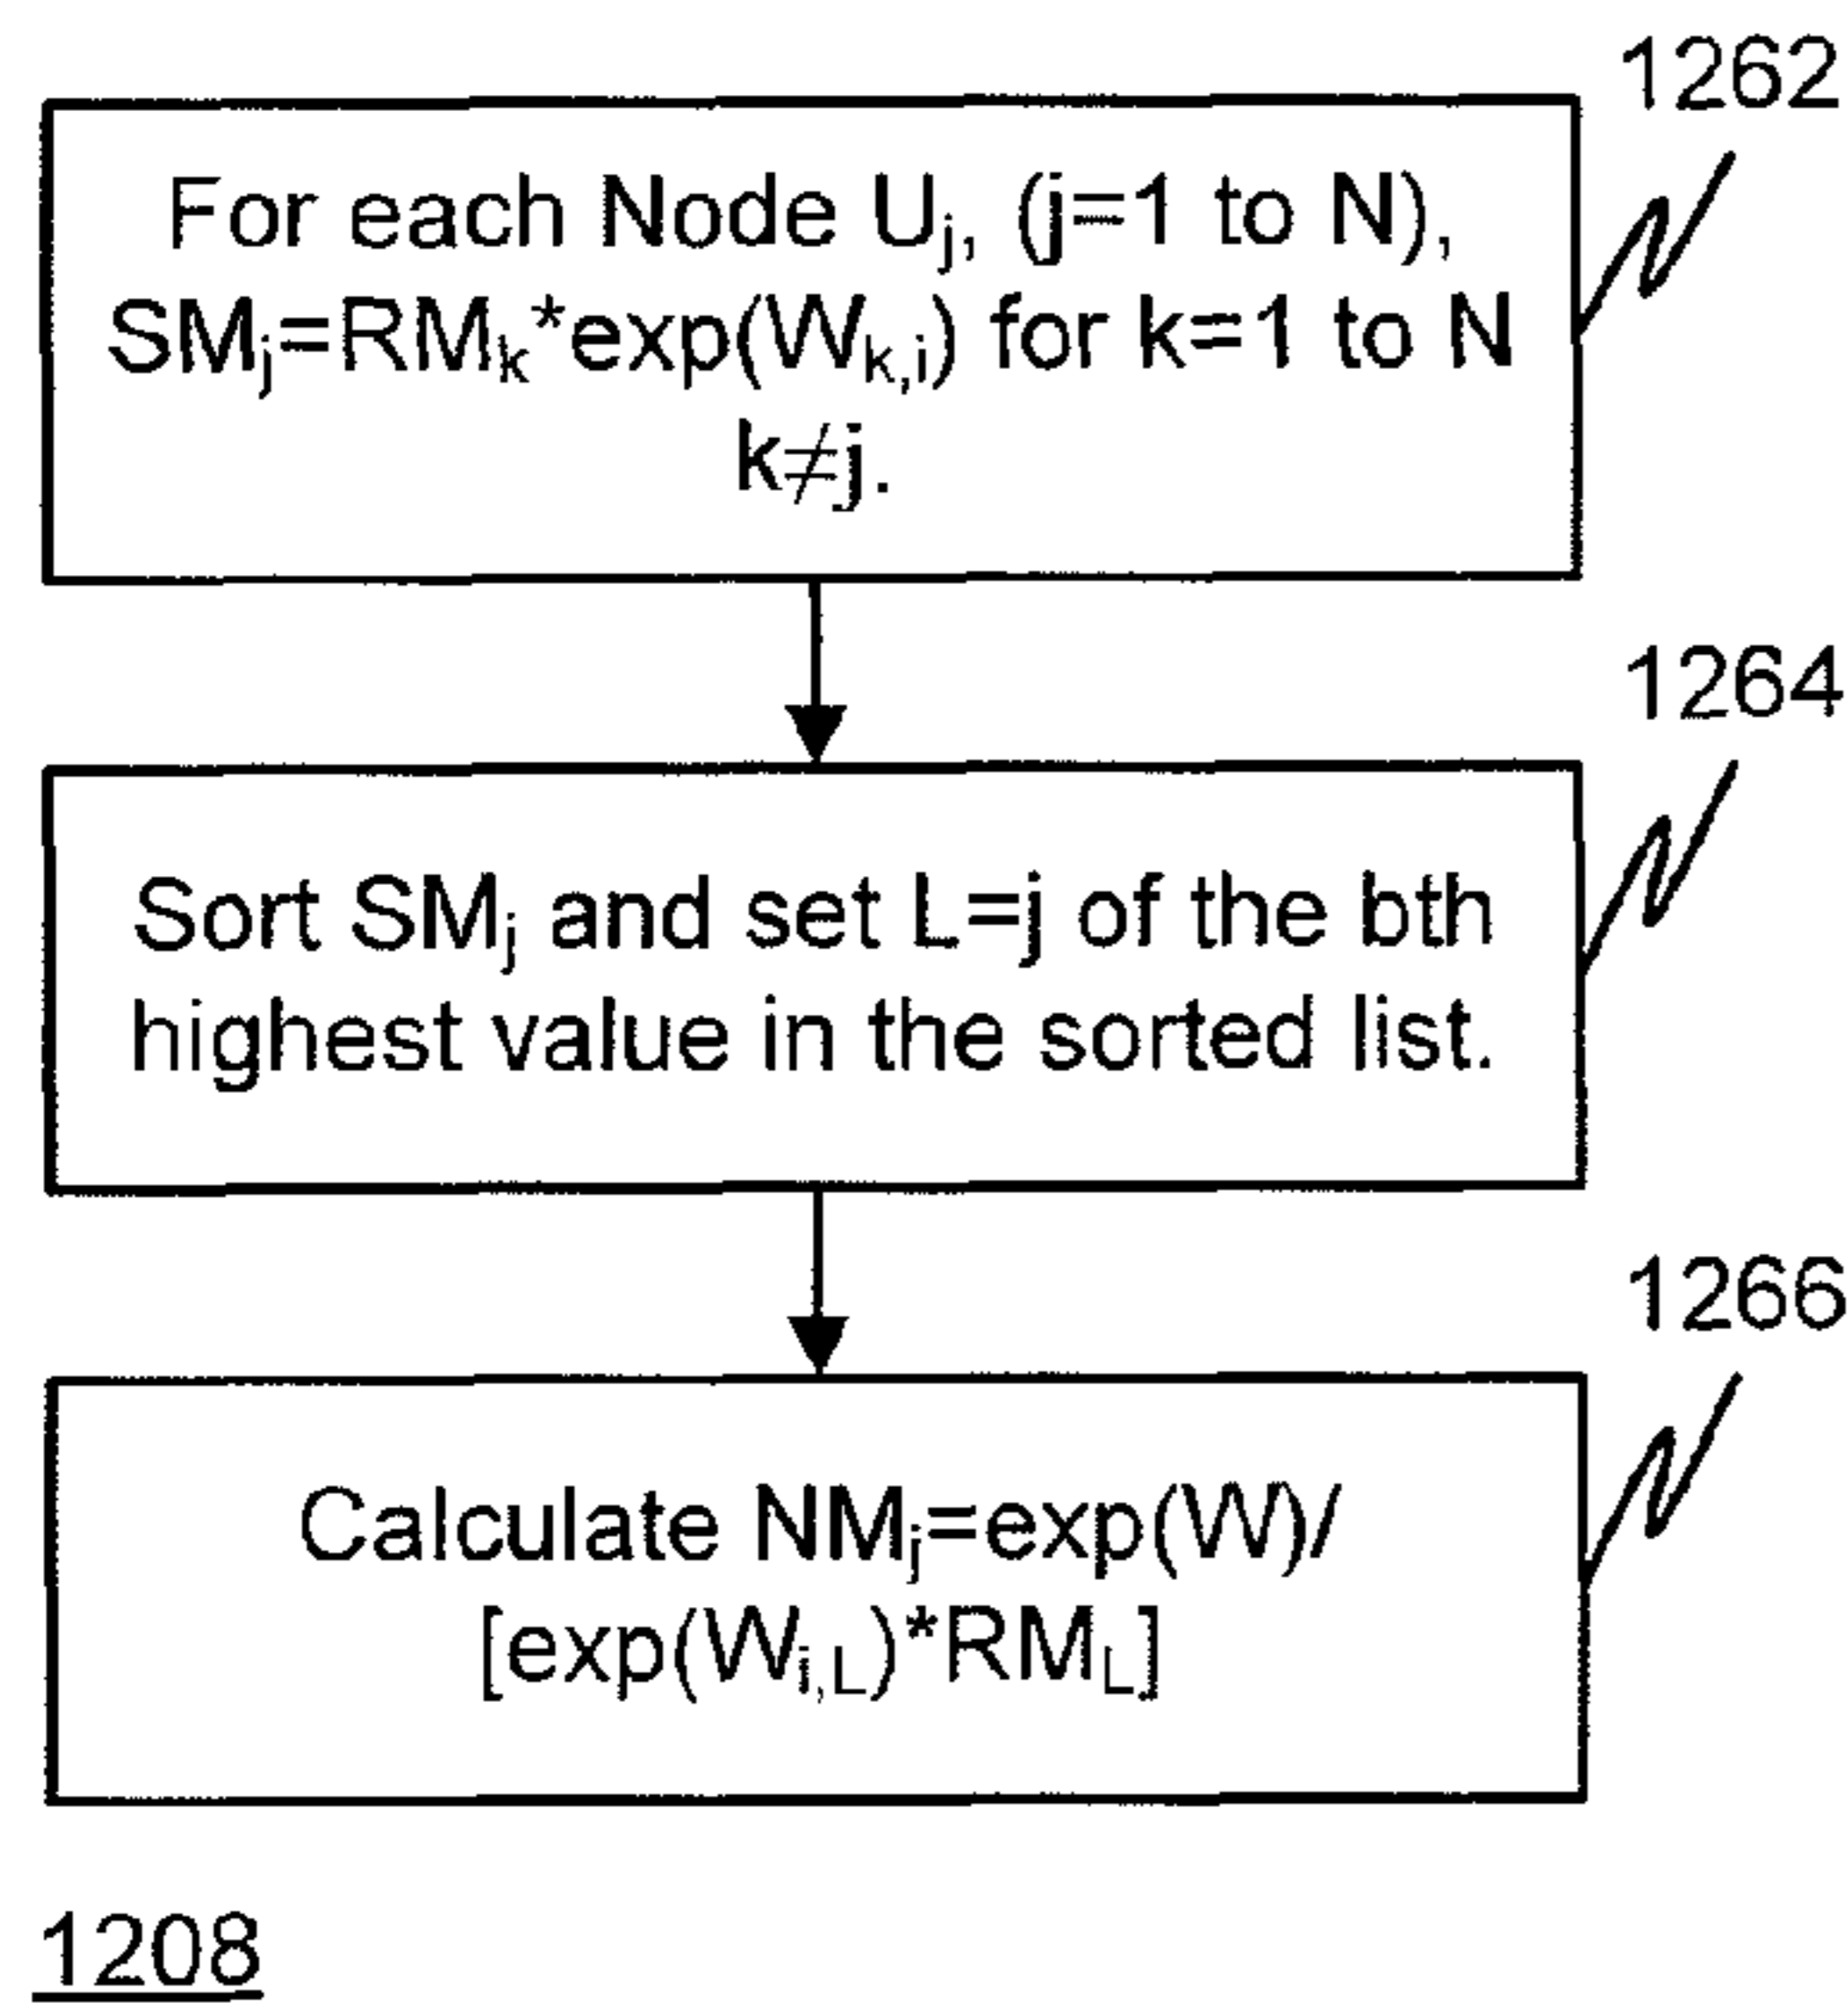 1262
For each Node Uj, (j=1 to N),
SMj=RMk*exp(Wk,i) for k=1 to N
k≠j.
1264
Sort SMj and set L=j of the bth
highest value in the sorted list.
1266
Calculate NMj=exp(W)/
[exp(Wi,L)*RML]
1208